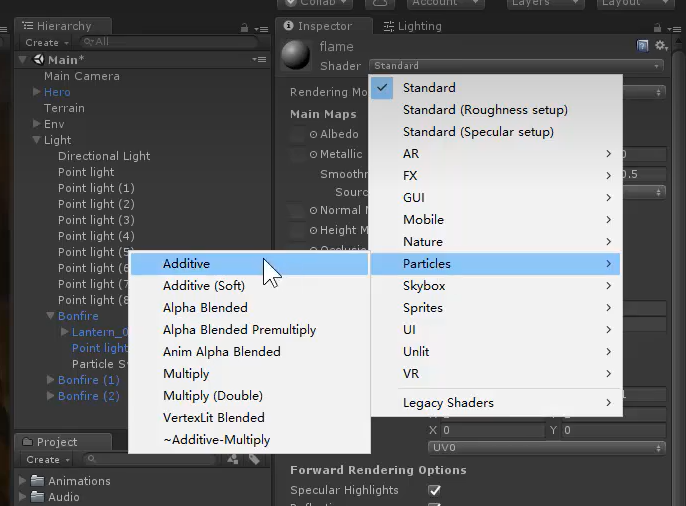 Collab
Account
Layers
Layout
Hierarchy
Create
All
Main*
Main Camera
Hero
Terrain
Env
Light
Directional Light
Point light
Point light (1)
Point light (2)
Point light (3)
Point light (4)
Point light (5)
Point light (6
Point light (7
Point light (8
Bonfire
Lantern_0
Point light
Particle S
Bonfire (1)
Bonfire (2)
Project
Create
Animations
Audio
Inspector
Lighting
flame
Shader
Standard
Rendering Mo
Main Maps
Albedo
Metallic
0
Smoothn
0.5
Sourc
Normal M
Height M
Occlusio
Standard
Standard (Roughness setup)
Standard (Specular setup)
AR
FX
GUI
Mobile
Nature
Particles
Skybox
Sprites
UI
Unlit
VR
Legacy Shaders
Additive
Additive (Soft)
Alpha Blended
Alpha Blended Premultiply
Anim Alpha Blended
Multiply
Multiply (Double)
VertexLit Blended
~Additive-Multiply
1
X 0
Y 0
UV0
Forward Rendering Options
Specular Highlights
Reflections